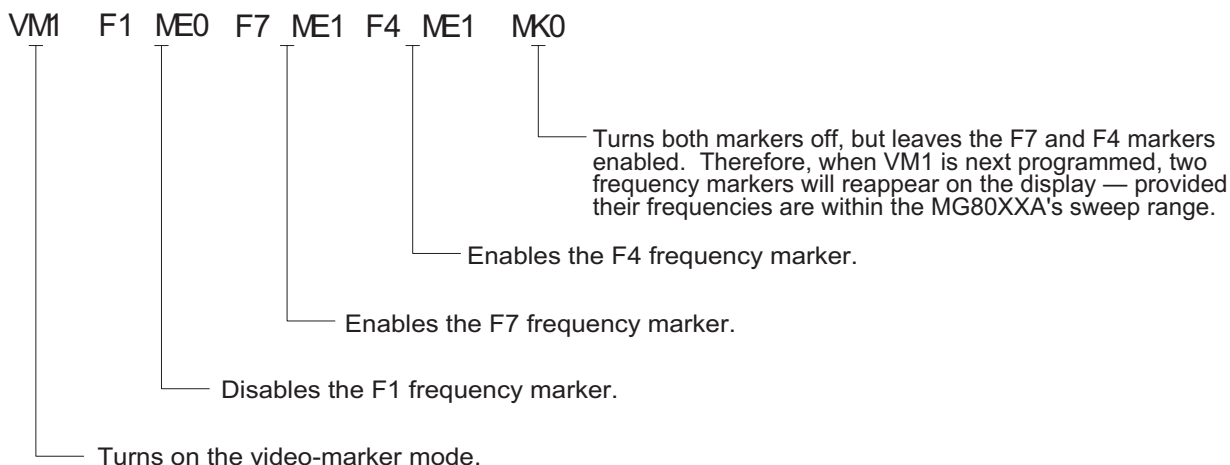 VM1 F1 ME0 F7 ME1 F4 ME1 MK0
Turns both markers off, but leaves the F7 and F4 markers
enabled. Therefore, when VM1 is next programmed, two
frequency markers will reappear on the display — provided
their frequencies are within the MG80XXA's sweep range.
Enables the F4 frequency marker.
Enables the F7 frequency marker.
Disables the F1 frequency marker.
Turns on the video-marker mode.